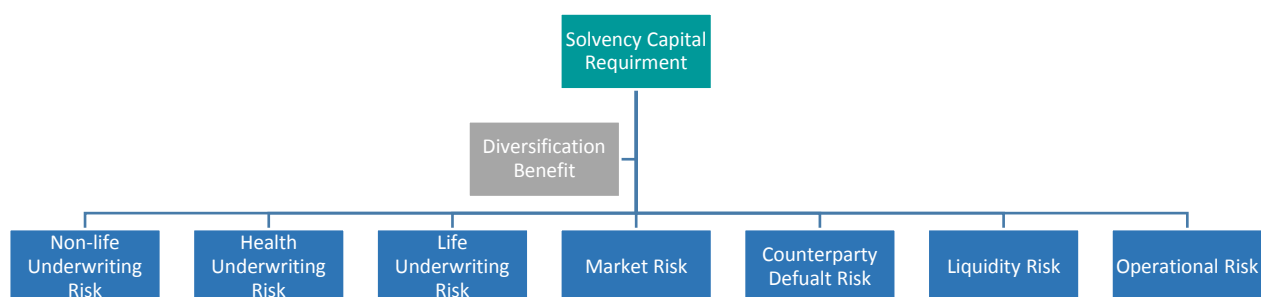 Solvency Capital
Requirment
Diversification
Benefit
Non-life
Underwriting
Risk
Health
Underwriting
Risk
Life
Underwriting
Risk
Market Risk
Counterparty
Defualt Risk
Liquidity Risk
Operational Risk